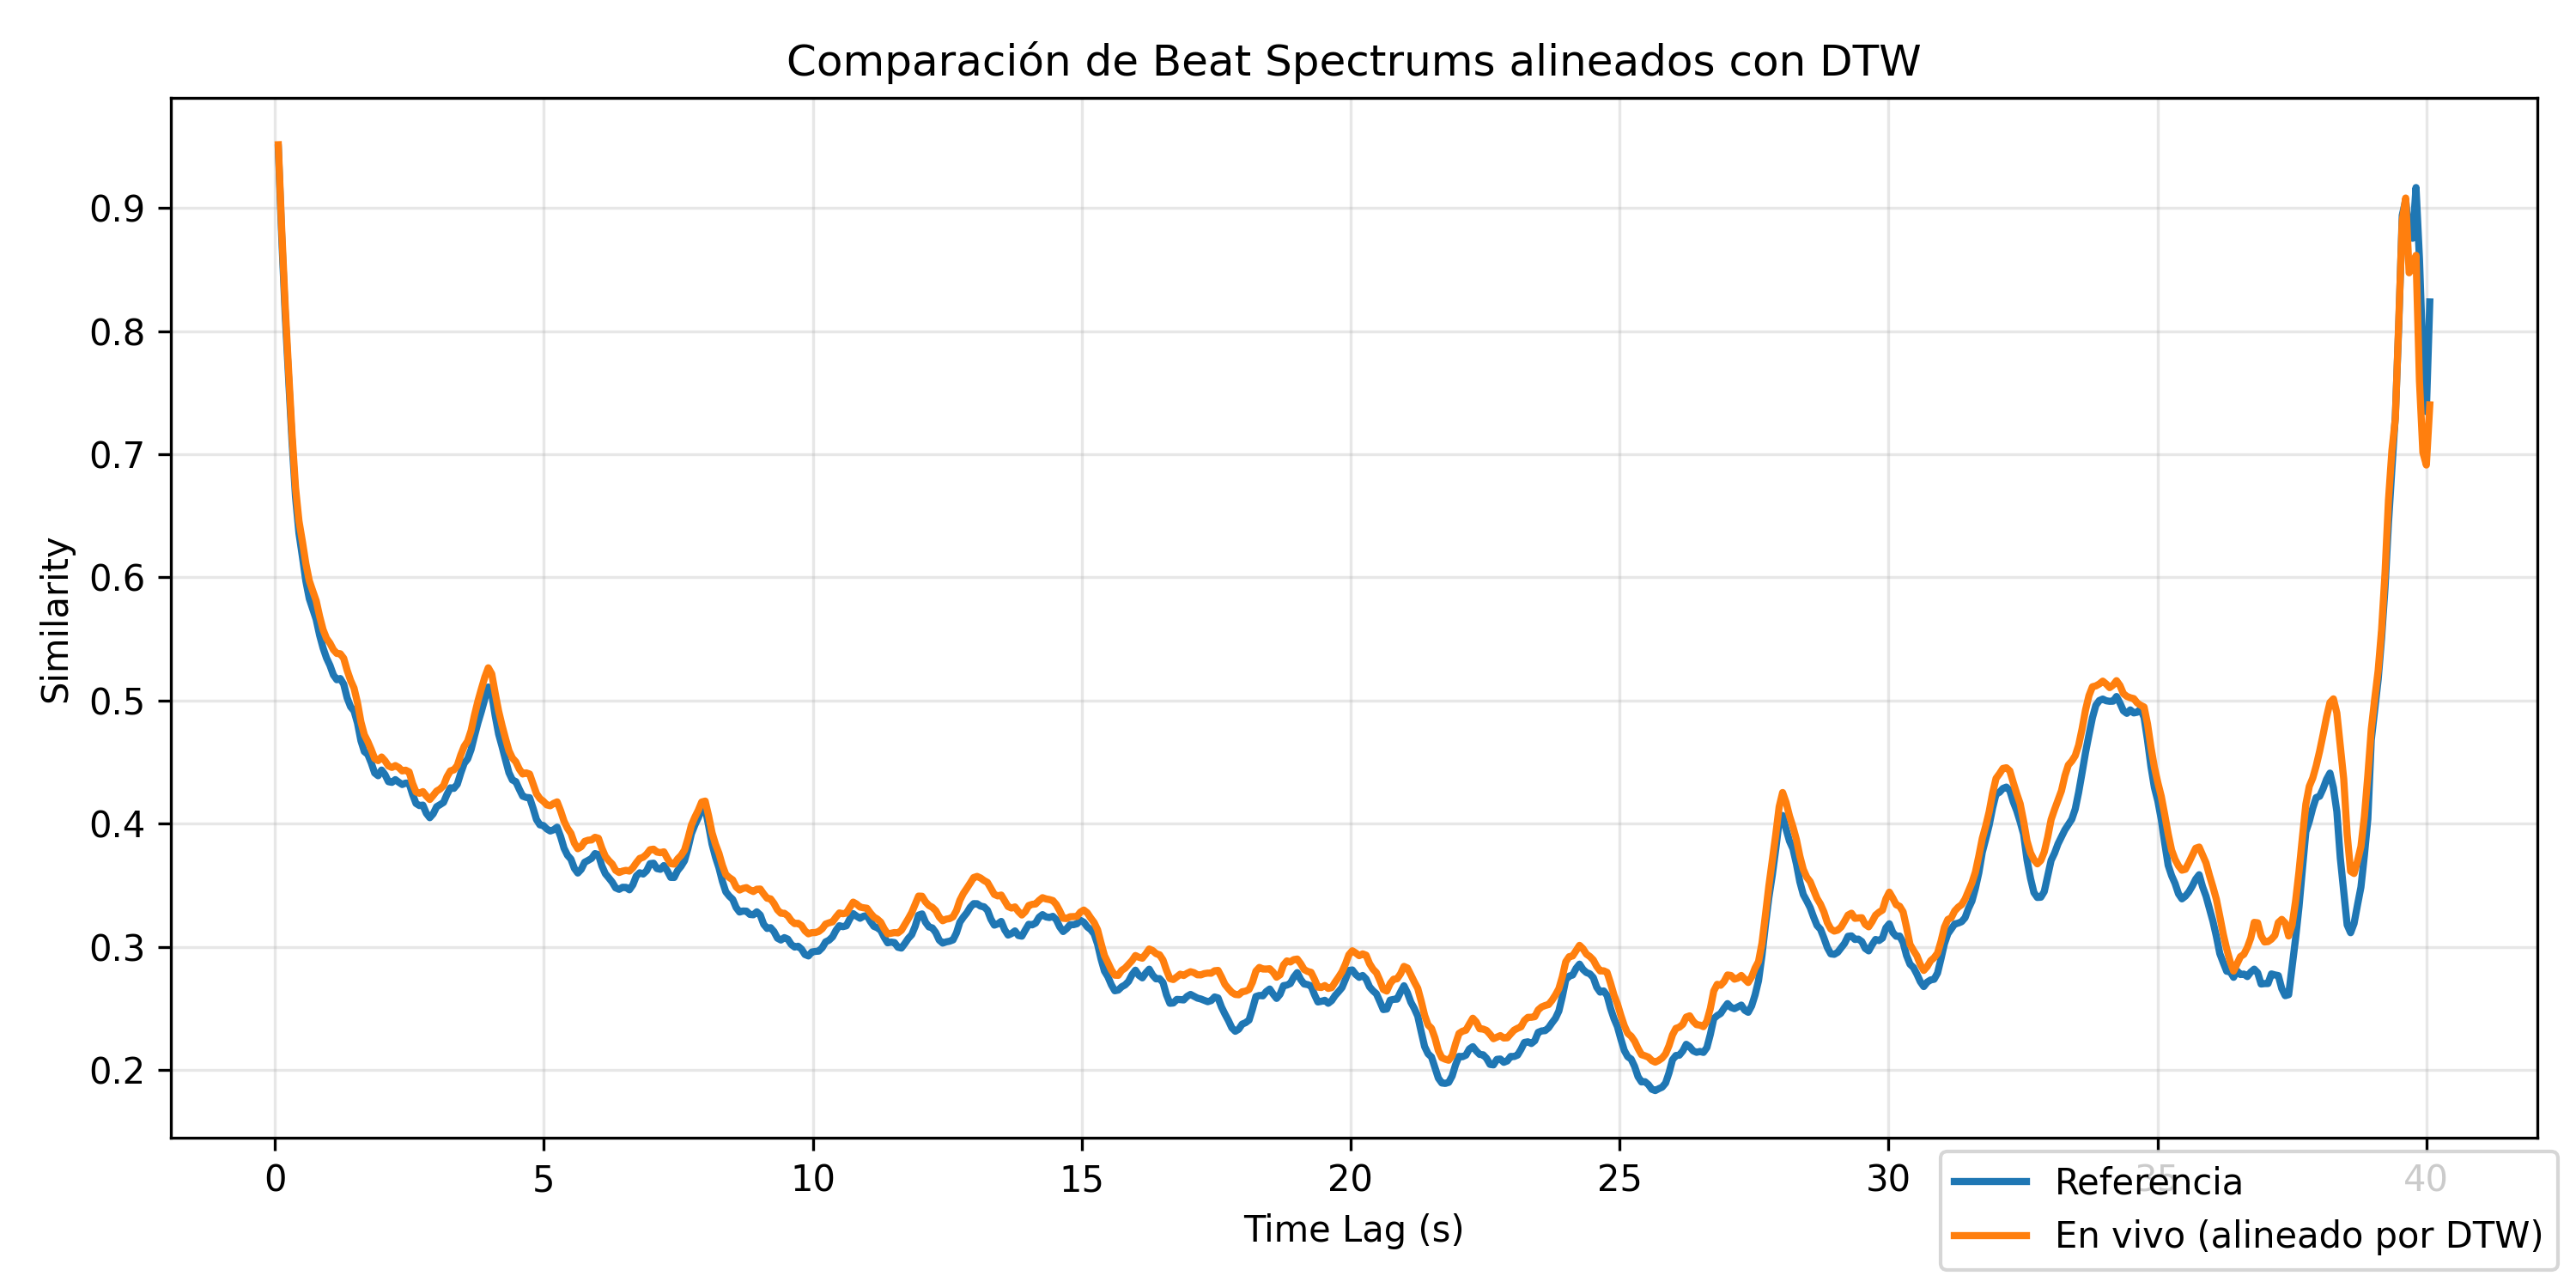 Comparación de Beat Spectrums alineados con DTW
Similarity
0.9
0.8
0.7
0.6
0.5
0.4
0.3
0.2
0 5 10 15 20 25 30 35 40
Time Lag (s)
Referencia
En vivo (alineado por DTW)